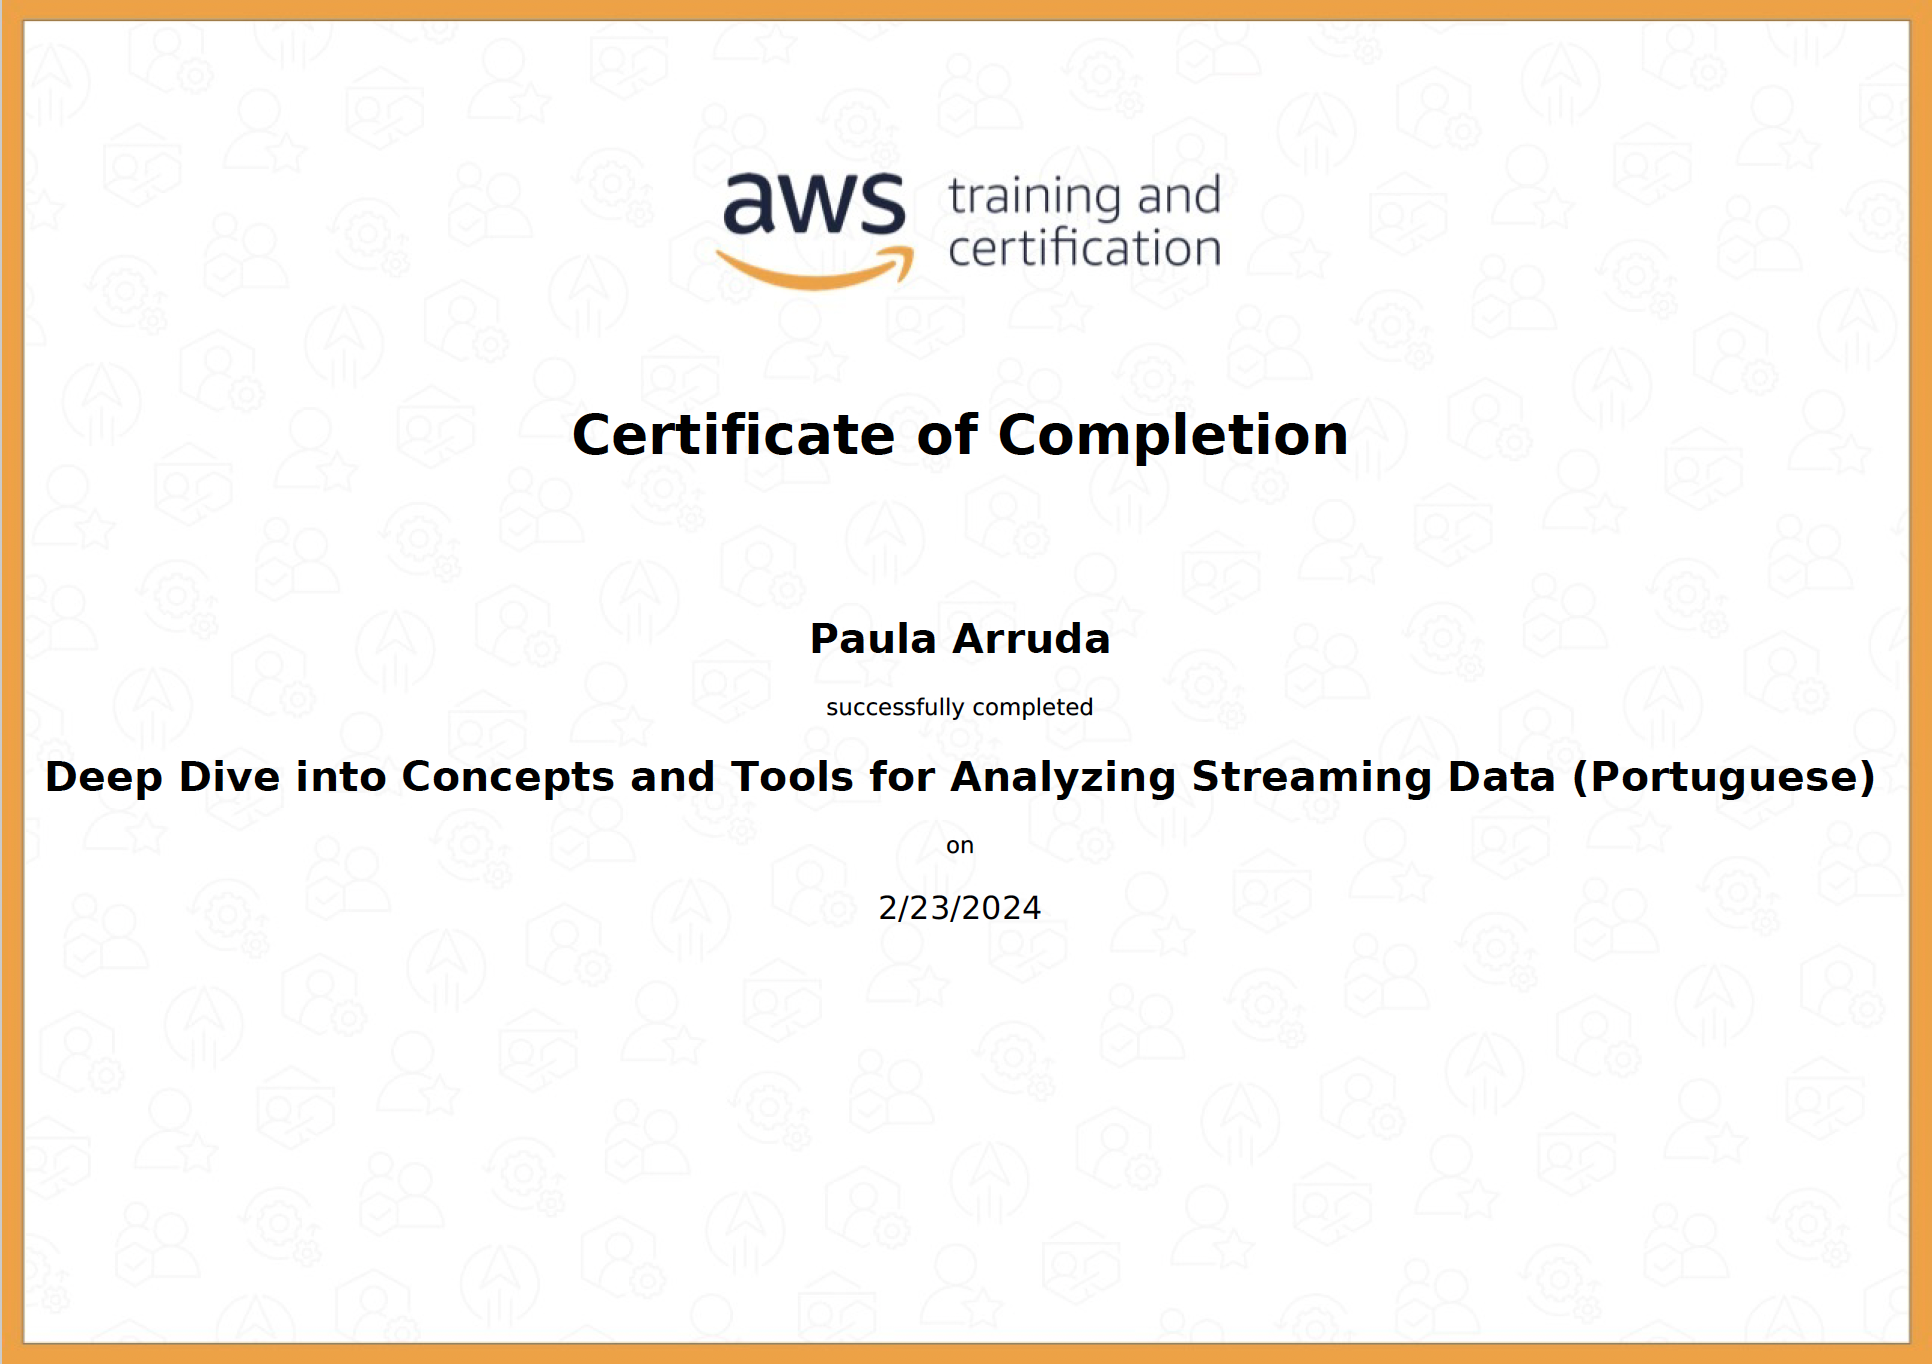 aws training and
certification
Certificate of Completion
Paula Arruda
successfully completed
Deep Dive into Concepts and Tools for Analyzing Streaming Data (Portuguese)
on
2/23/2024